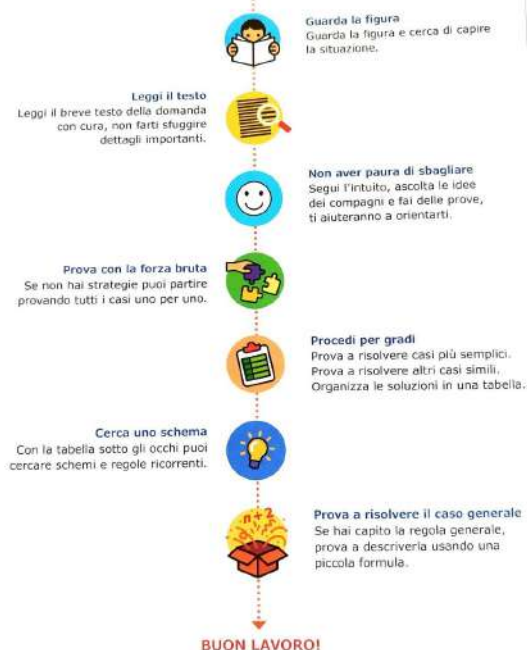 Guarda la figura
Guarda la figura e cerca di capire
la situazione.
Leggi il testo
Leggi il breve testo della domanda
con cura, non farti sfuggire
dettagli importanti.
Non aver paura di sbagliare
Segui l'intuito, ascolta le idee
dei compagni e fai delle prove,
ti aiuteranno a orientarti.
Prova con la forza bruta
Se non hai strategie puoi partire
provando tutti i casi uno per uno.
Procedi per gradi
Prova a risolvere casi più semplici.
Prova a risolvere altri casi simili.
Organizza le soluzioni in una tabella.
Cerca uno schema
Con la tabella sotto gli occhi puoi
cercare schemi e regole ricorrenti.
n+2
Prova a risolvere il caso generale
Se hai capito la regola generale,
prova a descriverla usando una
piccola formula.
BUON LAVORO!